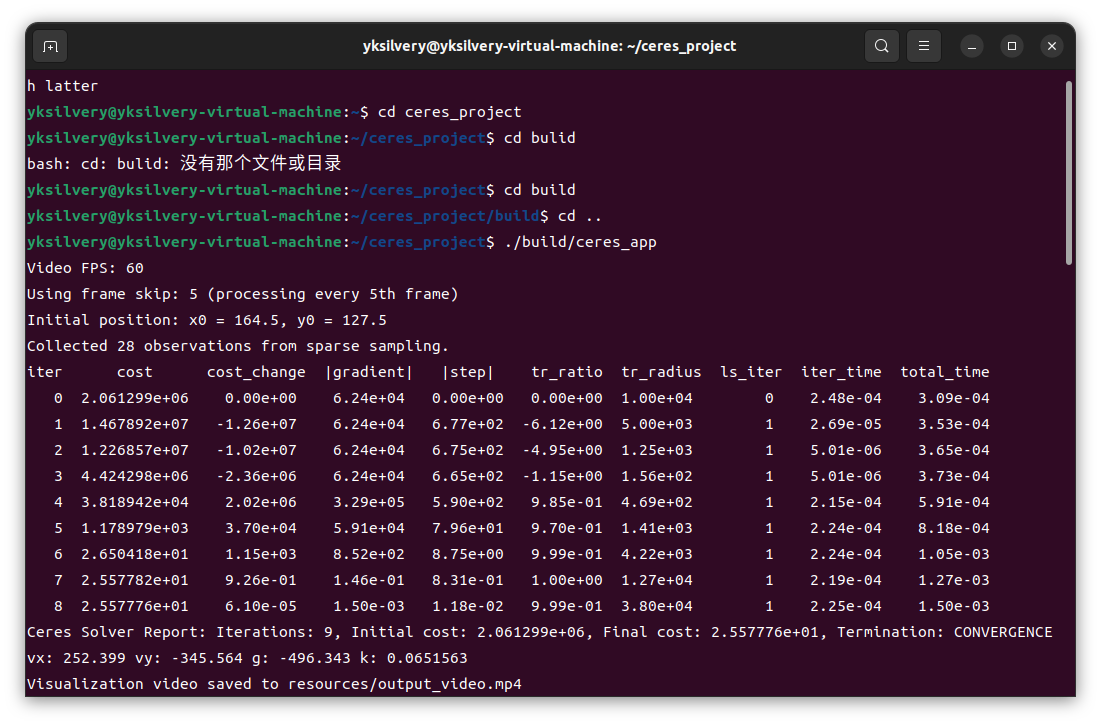 yksilvery@yksilvery-virtual-machine: ~/ceres_project
h latter
yksilvery@yksilvery-virtual-machine:~$ cd ceres_project
yksilvery@yksilvery-virtual-machine:~/ceres_project$ cd bulid
bash: cd: bulid: 没有那个文件或目录
yksilvery@yksilvery-virtual-machine:~/ceres_project$ cd build
yksilvery@yksilvery-virtual-machine:~/ceres_project/build$ cd ..
yksilvery@yksilvery-virtual-machine:~/ceres_project$ ./build/ceres_app
Video FPS: 60
Using frame skip: 5 (processing every 5th frame)
Initial position: x0 = 164.5, y0 = 127.5
Collected 28 observations from sparse sampling.
iter      cost      cost_change  |gradient|   |step|    tr_ratio  tr_radius  ls_iter  iter_time  total_time
   0  2.061299e+06    0.00e+00    6.24e+04   0.00e+00   0.00e+00  1.00e+04        0    2.48e-04    3.09e-04
   1  1.467892e+07   -1.26e+07    6.24e+04   6.77e+02  -6.12e+00  5.00e+03        1    2.69e-05    3.53e-04
   2  1.226857e+07   -1.02e+07    6.24e+04   6.75e+02  -4.95e+00  1.25e+03        1    5.01e-06    3.65e-04
   3  4.424298e+06   -2.36e+06    6.24e+04   6.65e+02  -1.15e+00  1.56e+02        1    5.01e-06    3.73e-04
   4  3.818942e+04    2.02e+06    3.29e+05   5.90e+02   9.85e-01  4.69e+02        1    2.15e-04    5.91e-04
   5  1.178979e+03    3.70e+04    5.91e+04   7.96e+01   9.70e-01  1.41e+03        1    2.24e-04    8.18e-04
   6  2.650418e+01    1.15e+03    8.52e+02   8.75e+00   9.99e-01  4.22e+03        1    2.24e-04    1.05e-03
   7  2.557782e+01    9.26e-01    1.46e-01   8.31e-01   1.00e+00  1.27e+04        1    2.19e-04    1.27e-03
   8  2.557776e+01    6.10e-05    1.50e-03   1.18e-02   9.99e-01  3.80e+04        1    2.25e-04    1.50e-03
Ceres Solver Report: Iterations: 9, Initial cost: 2.061299e+06, Final cost: 2.557776e+01, Termination: CONVERGENCE
vx: 252.399 vy: -345.564 g: -496.343 k: 0.0651563
Visualization video saved to resources/output_video.mp4